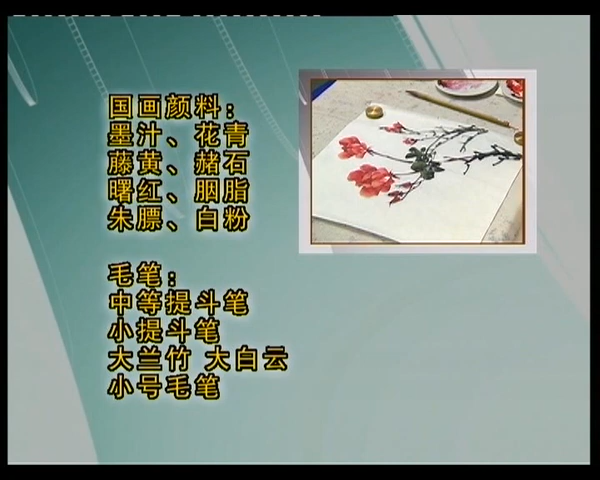 国画颜料：
墨汁、花青
藤黄、赭石
曙红、胭脂
朱膘、白粉
毛笔：
中等提斗笔
小提斗笔
大兰竹 大白云
小号毛笔